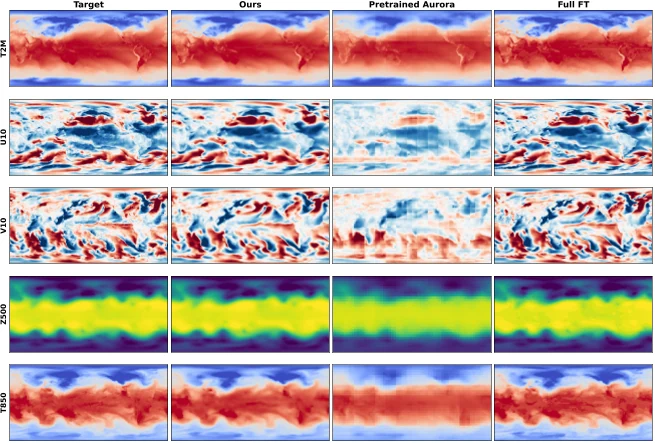 Target Ours Pretrained Aurora Full FT
T2M
U10
V10
Z500
T850